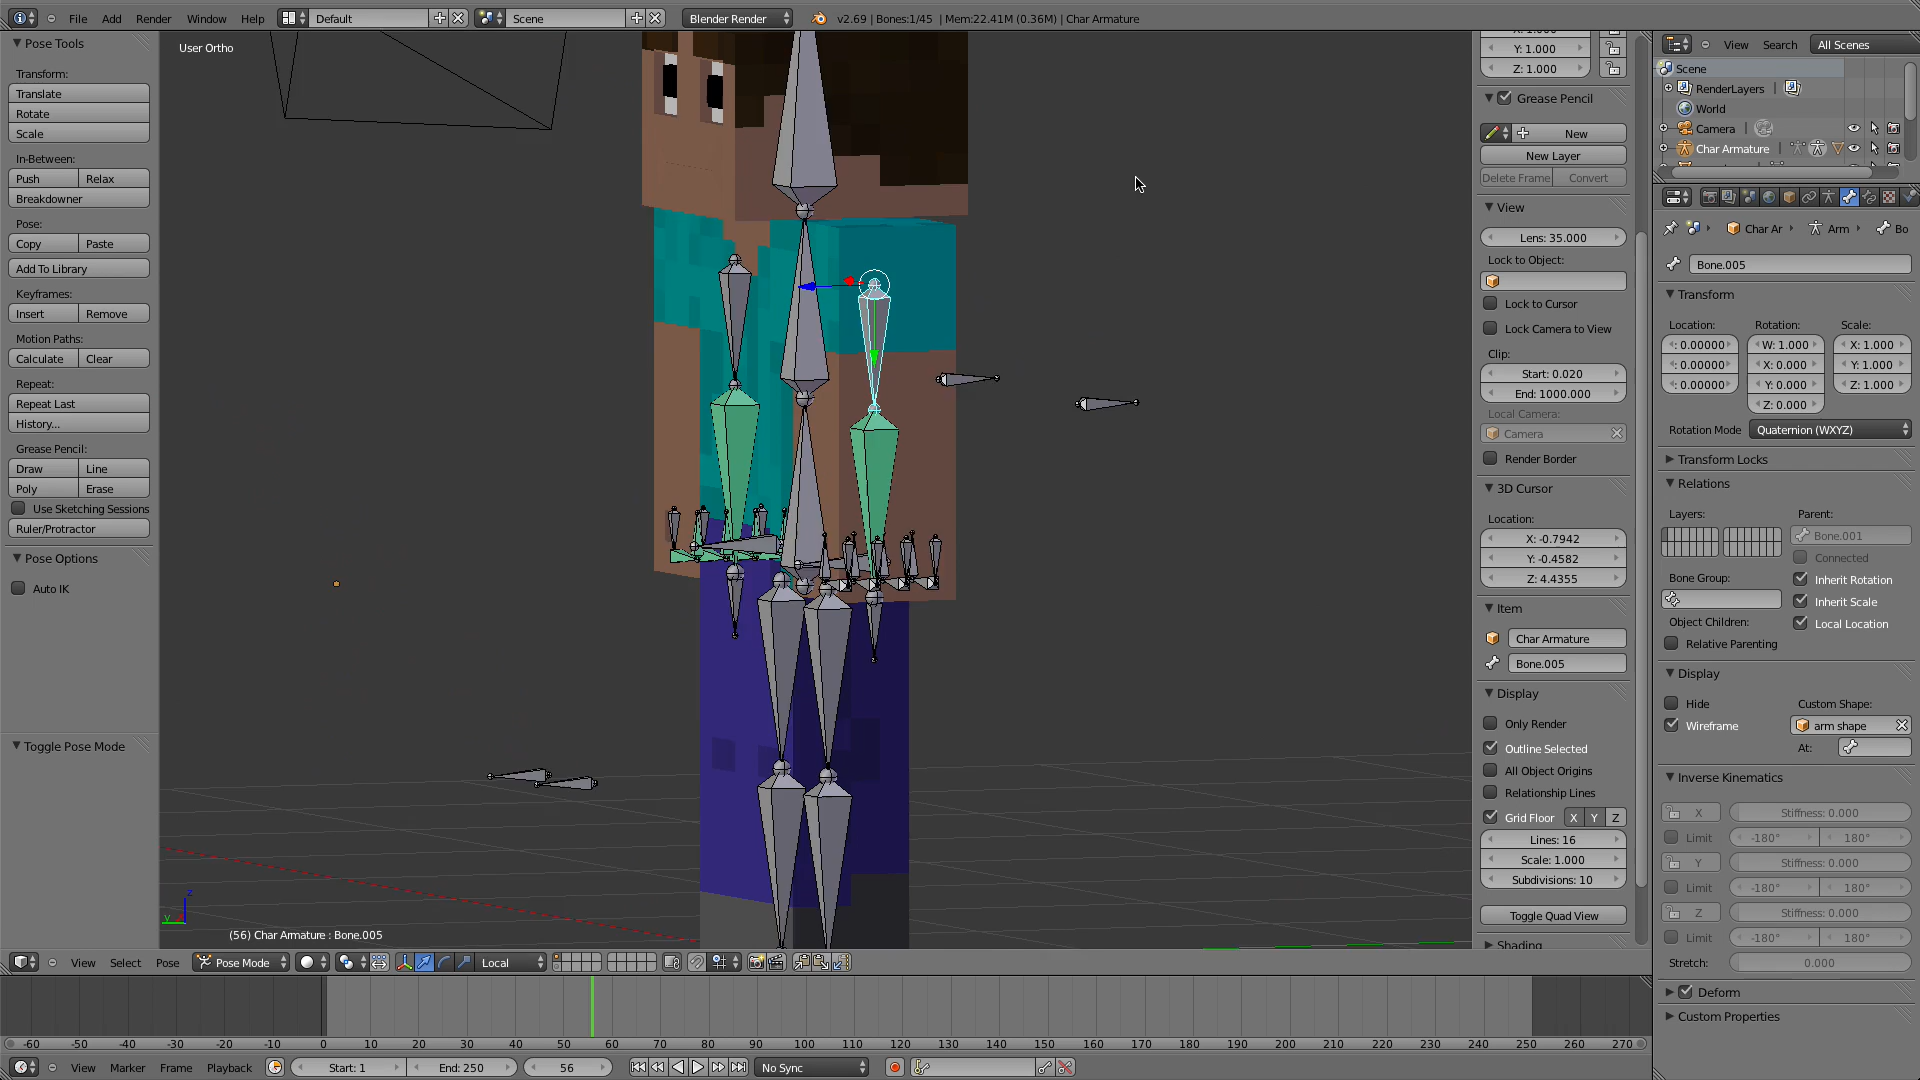 File Add Render Window Help Default Scene Blender Render v2.69 | Bones:1/45 | Mem:22.41M (0.36M) | Char Armature
Pose Tools
Transform:
Translate
Rotate
Scale
In-Between:
Push Relax
Breakdowner
Pose:
Copy Paste
Add To Library
Keyframes:
Insert Remove
Motion Paths:
Calculate Clear
Repeat:
Repeat Last
History...
Grease Pencil:
Draw Line
Poly Erase
Use Sketching Sessions
Ruler/Protractor
Pose Options
Auto IK
Toggle Pose Mode
User Ortho
(56) Char Armature : Bone.005
Y: 1.000
Z: 1.000
Grease Pencil
New
New Layer
Delete Frame Convert
View
Lens: 35.000
Lock to Object:
Lock to Cursor
Lock Camera to View
Clip:
Start: 0.020
End: 1000.000
Local Camera:
Camera
Render Border
3D Cursor
Location:
X: -0.7942
Y: -0.4582
Z: 4.4355
Item
Char Armature
Bone.005
Display
Only Render
Outline Selected
All Object Origins
Relationship Lines
Grid Floor X Y Z
Lines: 16
Scale: 1.000
Subdivisions: 10
Toggle Quad View
Shading
View Search All Scenes
Scene
RenderLayers
World
Camera
Char Armature
Char Ar Arm Bo
Bone.005
Transform
Location: Rotation: Scale:
: 0.00000 W: 1.000 X: 1.000
: 0.00000 X: 0.000 Y: 1.000
: 0.00000 Y: 0.000 Z: 1.000
Z: 0.000
Rotation Mode Quaternion (WXYZ)
Transform Locks
Relations
Layers: Parent:
Bone.001
Connected
Bone Group: Inherit Rotation
Inherit Scale
Object Children: Local Location
Relative Parenting
Display
Hide Custom Shape:
Wireframe arm shape
At:
Inverse Kinematics
X Stiffness: 0.000
Limit -180° 180°
Y Stiffness: 0.000
Limit -180° 180°
Z Stiffness: 0.000
Limit -180° 180°
Stretch: 0.000
Deform
Custom Properties
View Select Pose Pose Mode Local
-60 -50 -40 -30 -20 -10 0 10 20 30 40 50 60 70 80 90 100 110 120 130 140 150 160 170 180 190 200 210 220 230 240 250 260 270
View Marker Frame Playback Start: 1 End: 250 56 No Sync